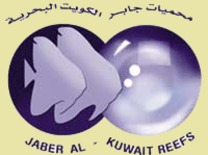 محميات جابر الكويت البحرية
JABER AL - KUWAIT REEFS